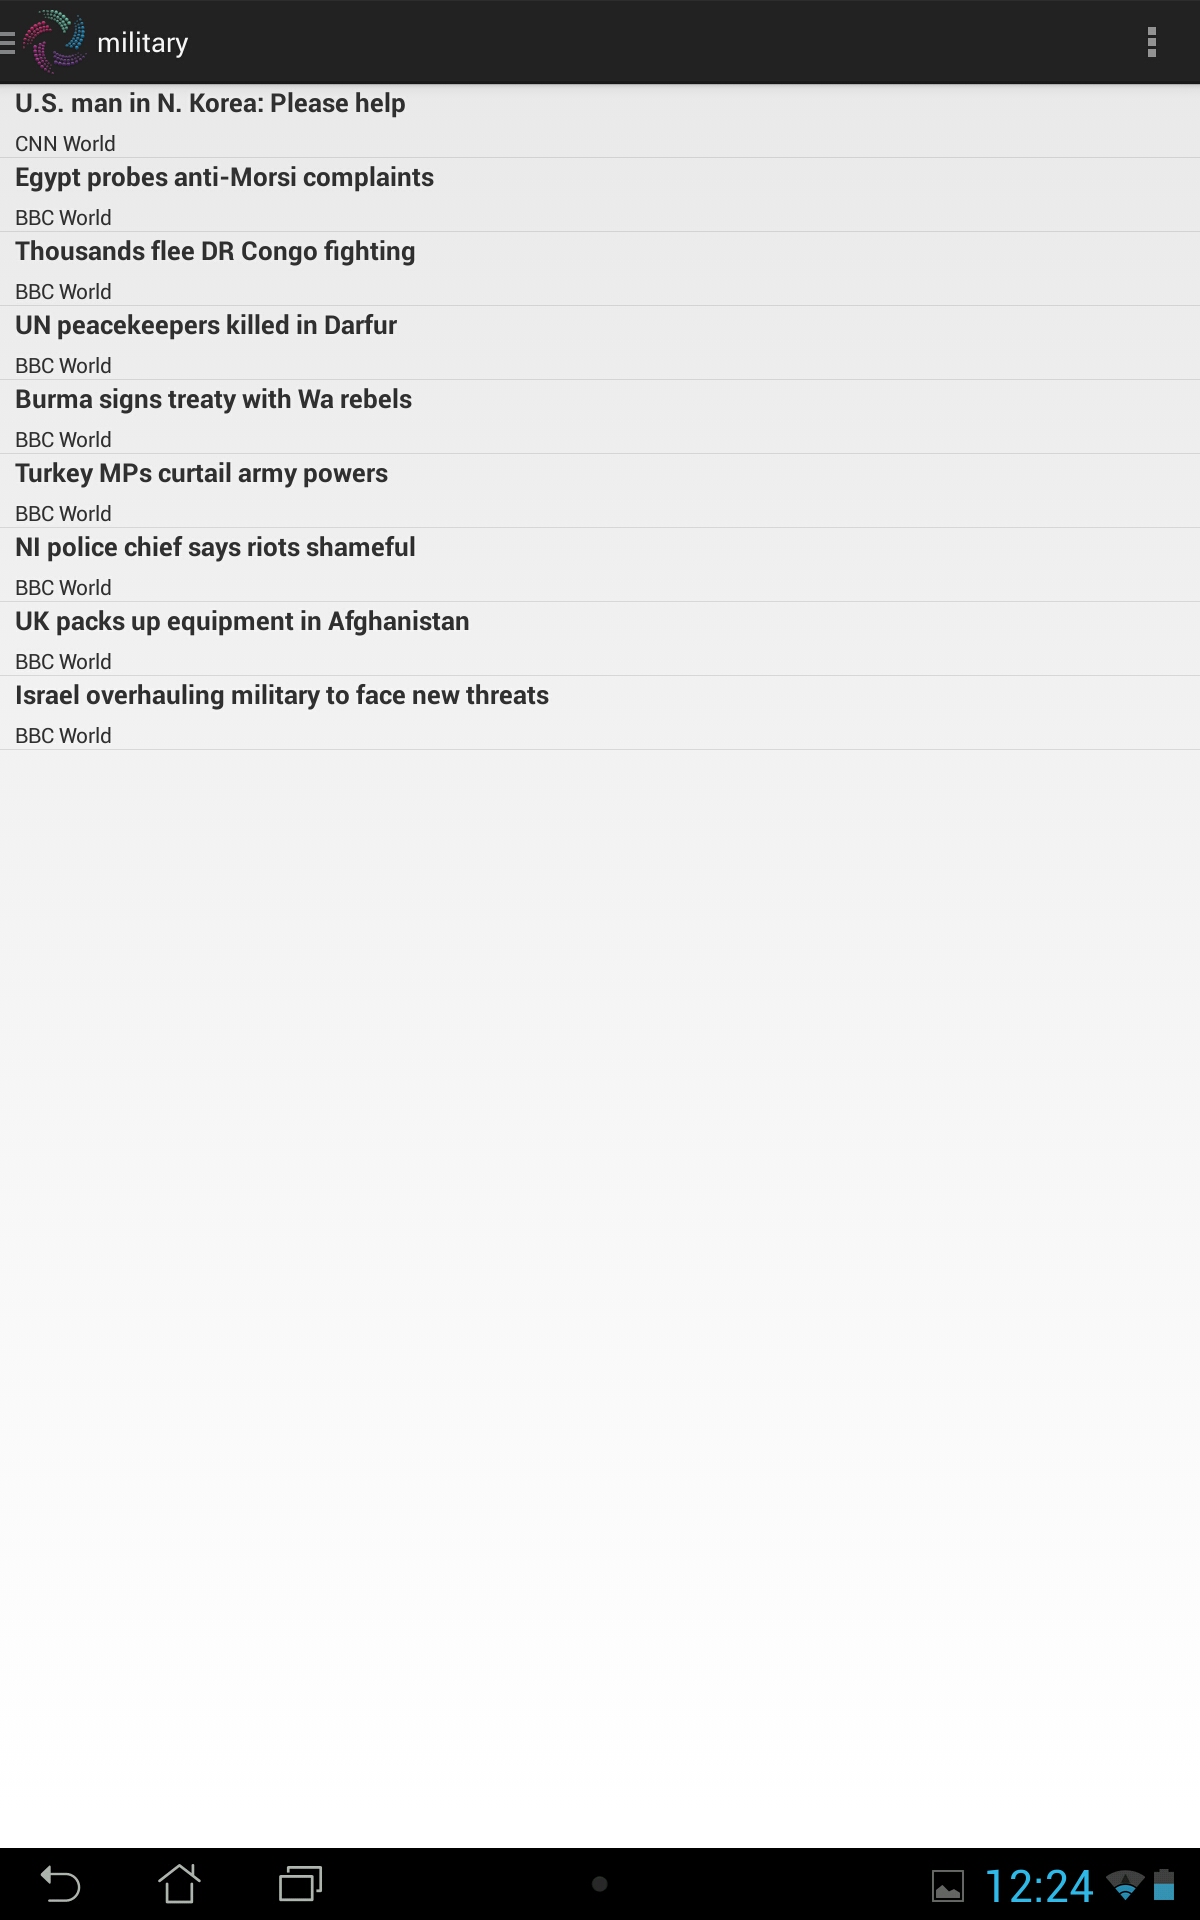 military
U.S. man in N. Korea: Please help
CNN World
Egypt probes anti-Morsi complaints
BBC World
Thousands flee DR Congo fighting
BBC World
UN peacekeepers killed in Darfur
BBC World
Burma signs treaty with Wa rebels
BBC World
Turkey MPs curtail army powers
BBC World
NI police chief says riots shameful
BBC World
UK packs up equipment in Afghanistan
BBC World
Israel overhauling military to face new threats
BBC World
12:24